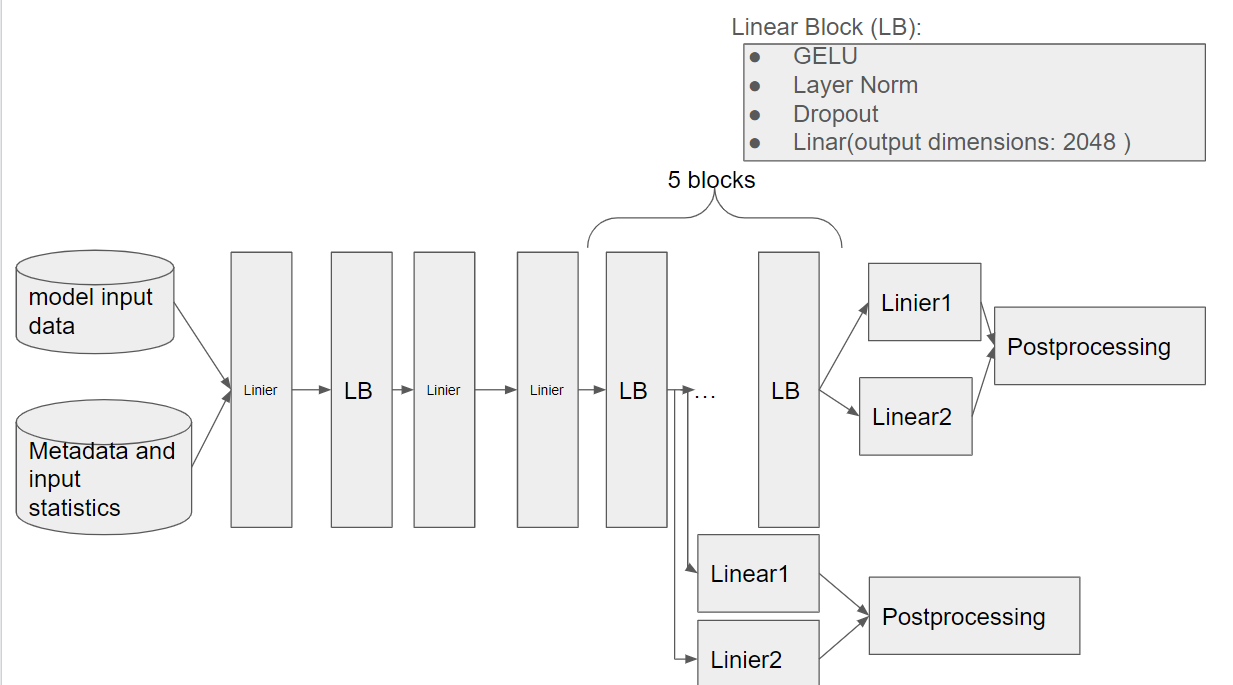 Linear Block (LB):
● GELU
● Layer Norm
● Dropout
● Linar(output dimensions: 2048 )
5 blocks
model input
data
Metadata and
input
statistics
Linier
LB
Linier
Linier
LB
...
LB
Linier1
Linear2
Postprocessing
Linear1
Linier2
Postprocessing